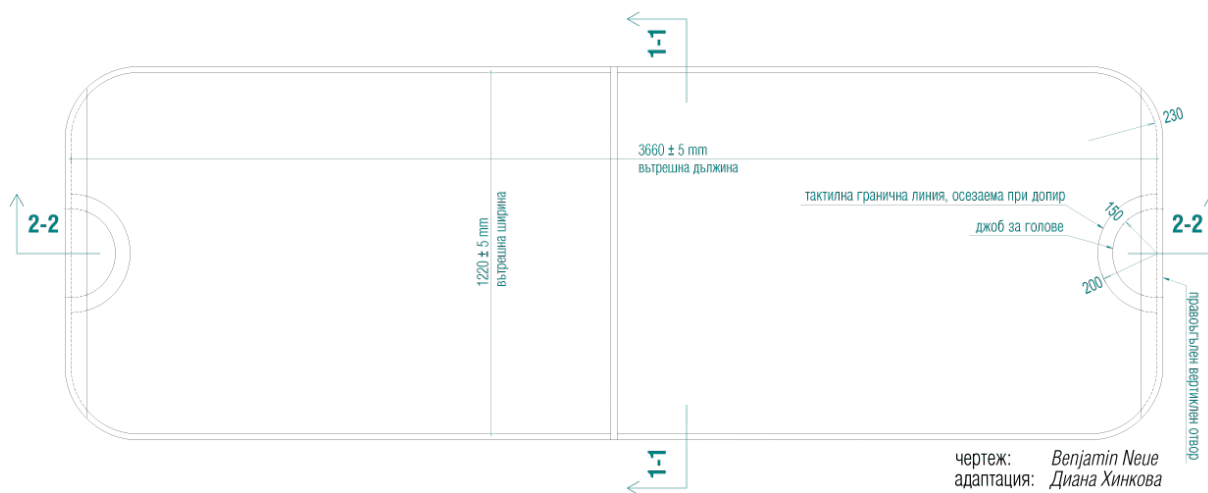 1-1
230
3660 ± 5 mm
вътрешна дължина
тактилна гранична линия, осезаема при допир
150
2-2
2-2
джоб за голове
1220 ± 5 mm
вътрешна ширина
200
правоъгълен вертиклен отвор
1-1
чертеж: Benjamin Neue
адаптация: Диана Хинкова